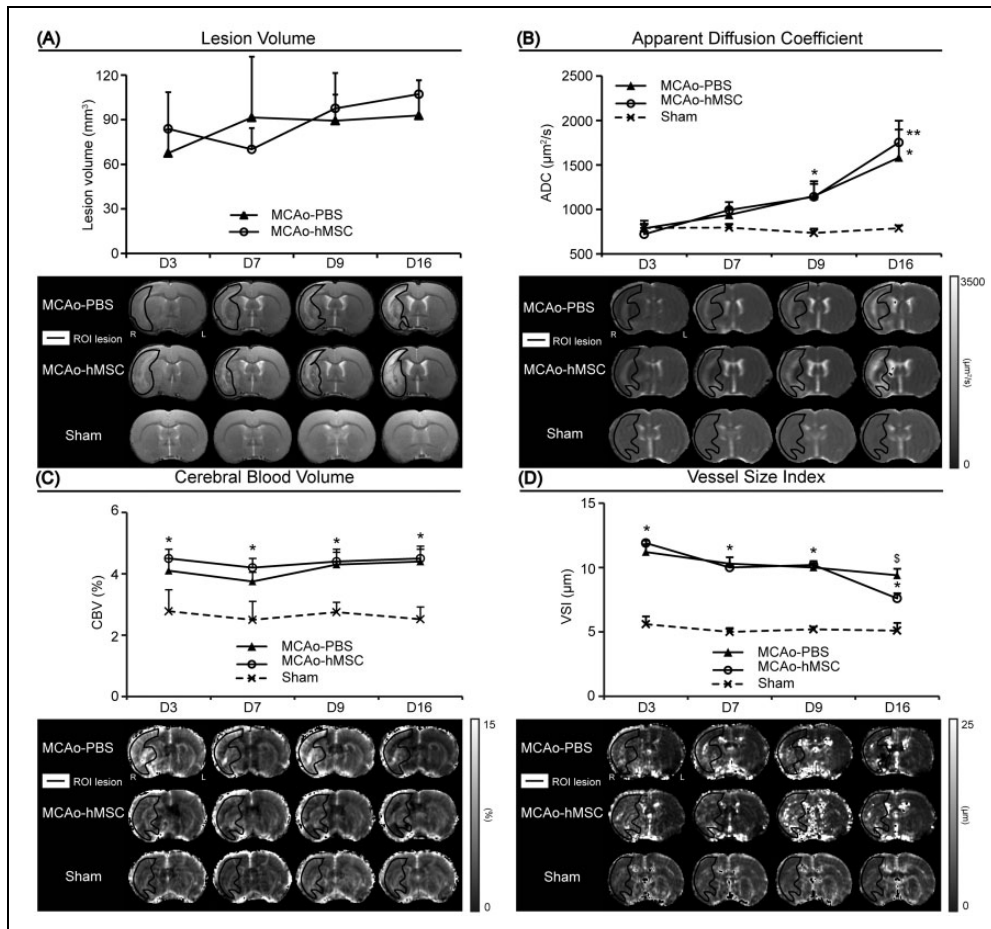 (A) Lesion Volume
120
90
60
30
0
Lesion volume (mm³)
MCAo-PBS
MCAo-hMSC
D3 D7 D9 D16
MCAo-PBS
ROI lesion
R L
MCAo-hMSC
Sham
(B) Apparent Diffusion Coefficient
2500
2000
1500
1000
500
ADC (µm²/s)
MCAo-PBS
MCAo-hMSC
Sham
*
**
*
D3 D7 D9 D16
MCAo-PBS
ROI lesion
R L
MCAo-hMSC
Sham
3500
(µm²/s)
0
(C) Cerebral Blood Volume
6
4
2
0
CBV (%)
* * * *
MCAo-PBS
MCAo-hMSC
Sham
D3 D7 D9 D16
MCAo-PBS
ROI lesion
R L
MCAo-hMSC
Sham
15
(%)
0
(D) Vessel Size Index
15
10
5
0
VSI (µm)
* * * $
*
MCAo-PBS
MCAo-hMSC
Sham
D3 D7 D9 D16
MCAo-PBS
ROI lesion
R L
MCAo-hMSC
Sham
25
(µm)
0